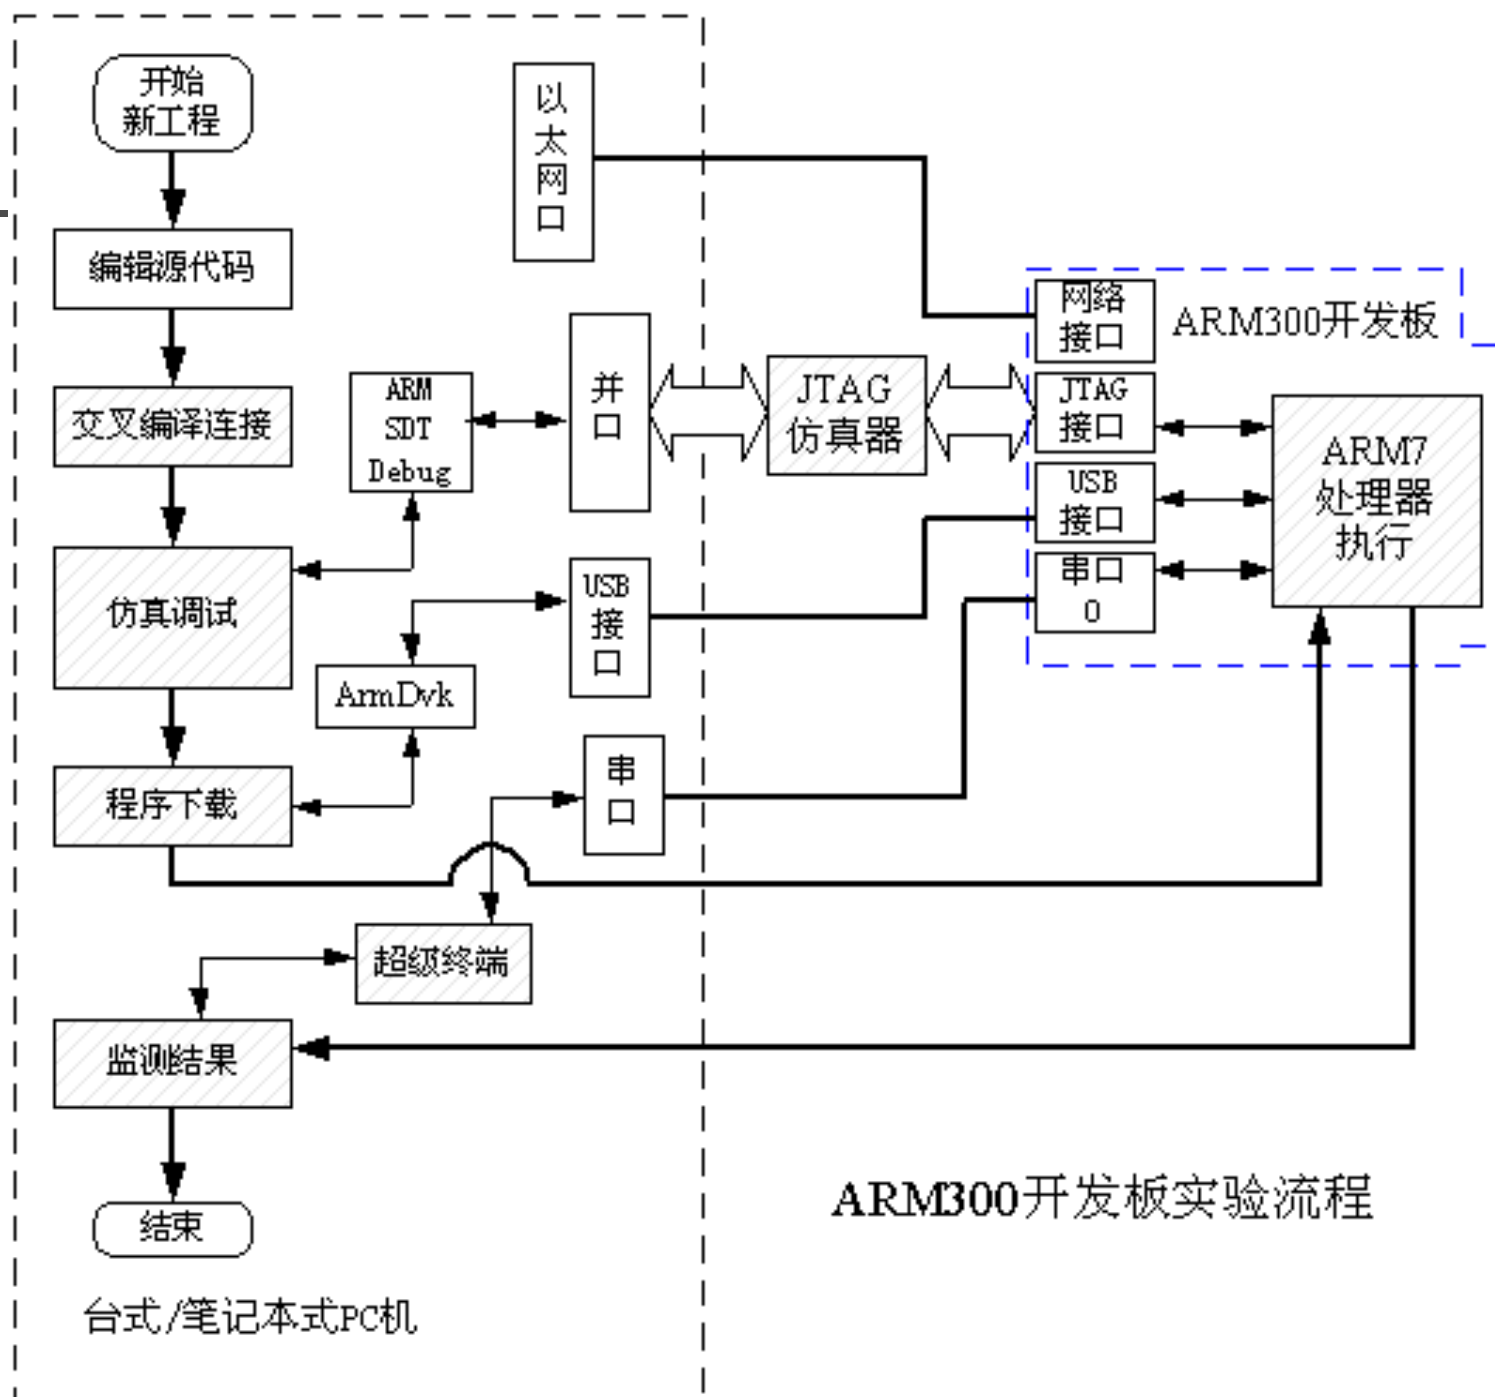 开始
新工程
以
太
网
口
编辑源代码
网络
接口
ARM300开发板
交叉编译连接
ARM
SDT
Debug
并
口
JTAG
仿真器
JTAG
接口
USB
接口
串口
0
ARM7
处理器
执行
仿真调试
USB
接
口
ArmDvk
程序下载
串
口
超级终端
监测结果
结束
ARM300开发板实验流程
台式/笔记本式PC机